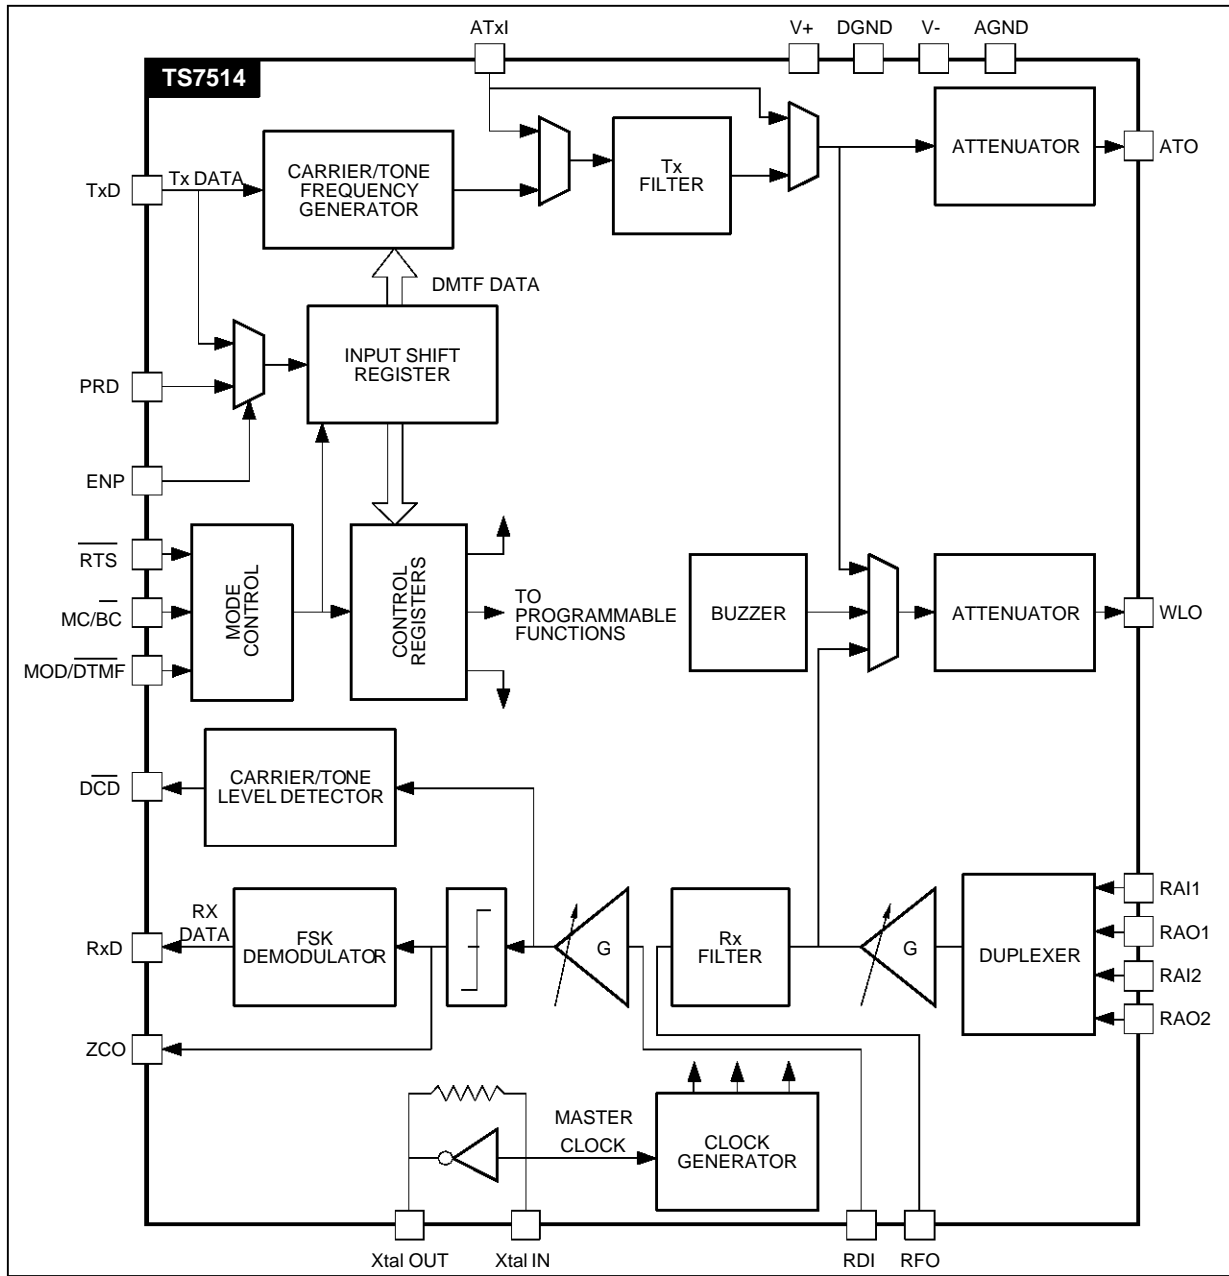 ATxI
V+
DGND
V-
AGND
TS7514
TxD
Tx DATA
CARRIER/TONE
FREQUENCY
GENERATOR
Tx
FILTER
ATTENUATOR
ATO
DMTF DATA
PRD
INPUT SHIFT
REGISTER
ENP
RTS
MC/BC
MOD/DTMF
MODE
CONTROL
CONTROL
REGISTERS
TO
PROGRAMMABLE
FUNCTIONS
BUZZER
ATTENUATOR
WLO
DCD
CARRIER/TONE
LEVEL DETECTOR
RxD
RX
DATA
FSK
DEMODULATOR
G
Rx
FILTER
G
DUPLEXER
RAI1
RAO1
RAI2
RAO2
ZCO
MASTER
CLOCK
CLOCK
GENERATOR
Xtal OUT
Xtal IN
RDI
RFO